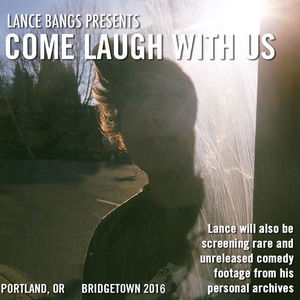 LANCE BANGS PRESENTS
COME LAUGH WITH US
Lance will also be
screening rare and
unreleased comedy
footage from his
personal archives
PORTLAND, OR BRIDGETOWN 2016